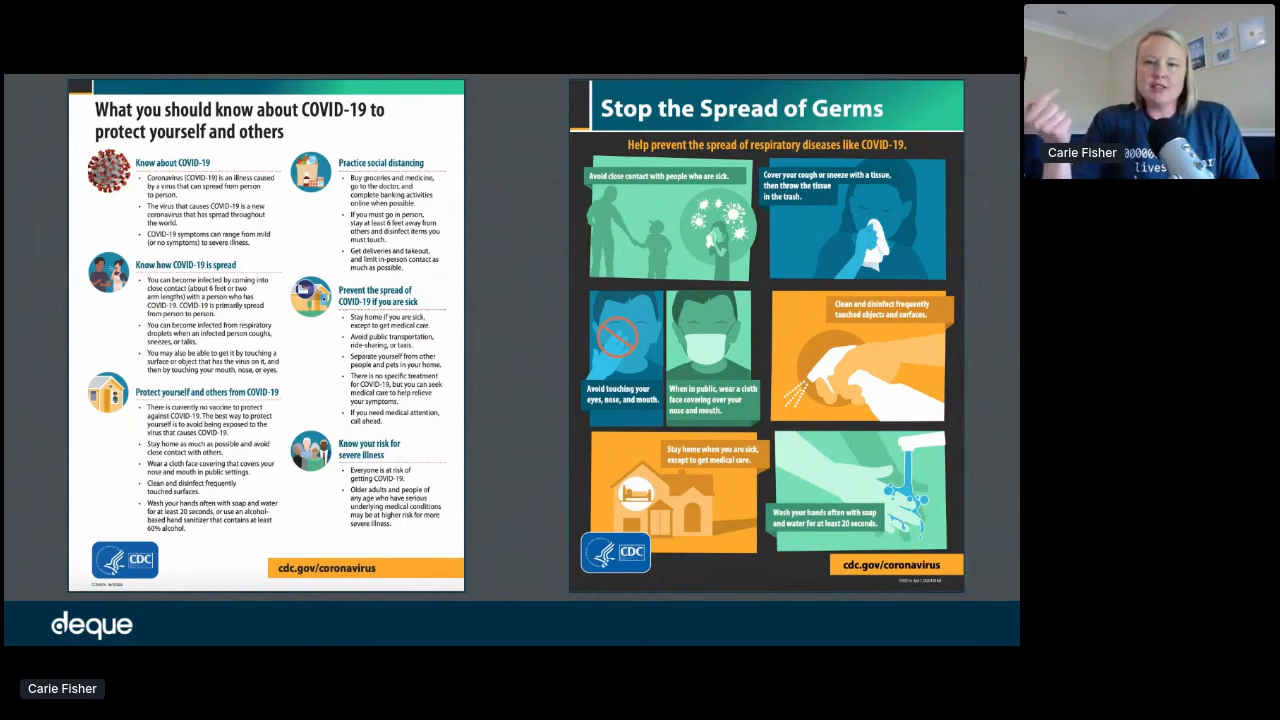 What you should know about COVID-19 to
protect yourself and others
Know about COVID-19
• Coronavirus (COVID-19) is an illness caused
by a virus that can spread from person
to person.
• The virus that causes COVID-19 is a new
coronavirus that has spread throughout
the world.
• COVID-19 symptoms can range from mild
(or no symptoms) to severe illness.
Know how COVID-19 is spread
• You can become infected by coming into
close contact (about 6 feet or two
arm lengths) with a person who has
COVID-19. COVID-19 is primarily spread
from person to person.
• You can become infected from respiratory
droplets when an infected person coughs,
sneezes, or talks.
• You may also be able to get it by touching a
surface or object that has the virus on it, and
then by touching your mouth, nose, or eyes.
Protect yourself and others from COVID-19
• There is currently no vaccine to protect
against COVID-19. The best way to protect
yourself is to avoid being exposed to the
virus that causes COVID-19.
• Stay home as much as possible and avoid
close contact with others.
• Wear a cloth face covering that covers your
nose and mouth in public settings.
• Clean and disinfect frequently
touched surfaces.
• Wash your hands often with soap and water
for at least 20 seconds, or use an alcohol-
based hand sanitizer that contains at least
60% alcohol.
Practice social distancing
• Buy groceries and medicine,
go to the doctor, and
complete banking activities
online when possible.
• If you must go in person,
stay at least 6 feet away from
others and disinfect items you
must touch.
• Get deliveries and takeout,
and limit in-person contact as
much as possible.
Prevent the spread of
COVID-19 if you are sick
• Stay home if you are sick,
except to get medical care.
• Avoid public transportation,
ride-sharing, or taxis.
• Separate yourself from other
people and pets in your home.
• There is no specific treatment
for COVID-19, but you can seek
medical care to help relieve
your symptoms.
• If you need medical attention,
call ahead.
Know your risk for
severe illness
• Everyone is at risk of
getting COVID-19.
• Older adults and people of
any age who have serious
underlying medical conditions
may be at higher risk for more
severe illness.
CDC
cdc.gov/coronavirus
Stop the Spread of Germs
Help prevent the spread of respiratory diseases like COVID-19.
Avoid close contact with people who are sick.
Cover your cough or sneeze with a tissue,
then throw the tissue
in the trash.
Avoid touching your
eyes, nose, and mouth.
When in public, wear a cloth
face covering over your
nose and mouth.
Clean and disinfect frequently
touched objects and surfaces.
Stay home when you are sick,
except to get medical care.
Wash your hands often with soap
and water for at least 20 seconds.
CDC
cdc.gov/coronavirus
deque
Carie Fisher
lives
Carie Fisher